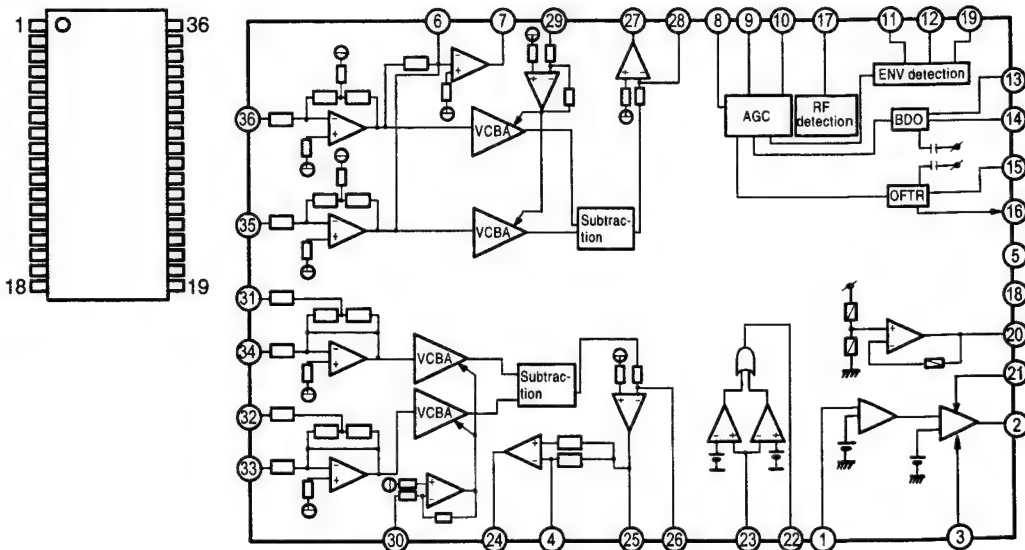 1 36
18 19
6 7 29 27 28 8 9 10 17 11 12 19
ENV detection
13
AGC
RF
detection
BDO
14
36
VCBA
15
OFTR
16
35
VCBA
Subtrac-
tion
5
31
18
34
VCBA
Subtrac-
tion
20
32
VCBA
21
2
33
30 24 4 25 26 23 22 1 3